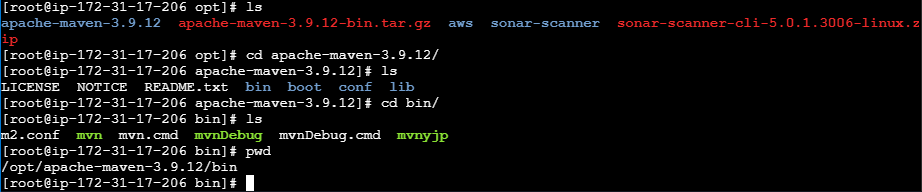 [root@ip-172-31-17-206 opt]# ls
apache-maven-3.9.12  apache-maven-3.9.12-bin.tar.gz  aws  sonar-scanner  sonar-scanner-cli-5.0.1.3006-linux.z
ip
[root@ip-172-31-17-206 opt]# cd apache-maven-3.9.12/
[root@ip-172-31-17-206 apache-maven-3.9.12]# ls
LICENSE  NOTICE  README.txt  bin  boot  conf  lib
[root@ip-172-31-17-206 apache-maven-3.9.12]# cd bin/
[root@ip-172-31-17-206 bin]# ls
m2.conf  mvn  mvn.cmd  mvnDebug  mvnDebug.cmd  mvnyjp
[root@ip-172-31-17-206 bin]# pwd
/opt/apache-maven-3.9.12/bin
[root@ip-172-31-17-206 bin]#